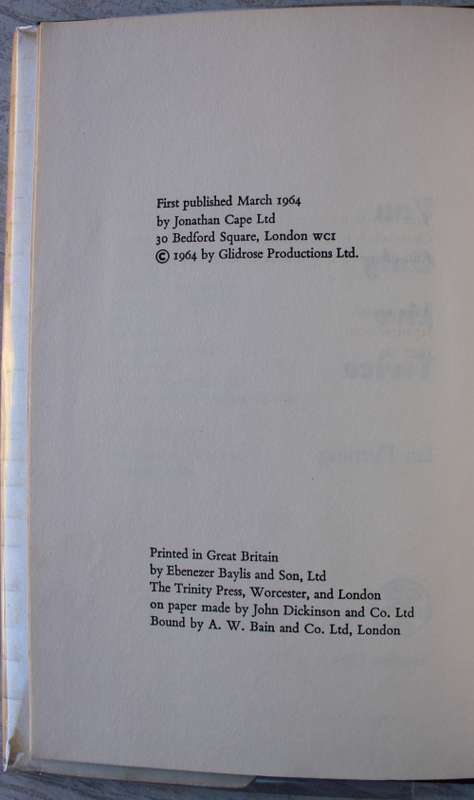 First published March 1964
by Jonathan Cape Ltd
30 Bedford Square, London WC1
© 1964 by Glidrose Productions Ltd.
Printed in Great Britain
by Ebenezer Baylis and Son, Ltd
The Trinity Press, Worcester, and London
on paper made by John Dickinson and Co. Ltd
Bound by A. W. Bain and Co. Ltd, London